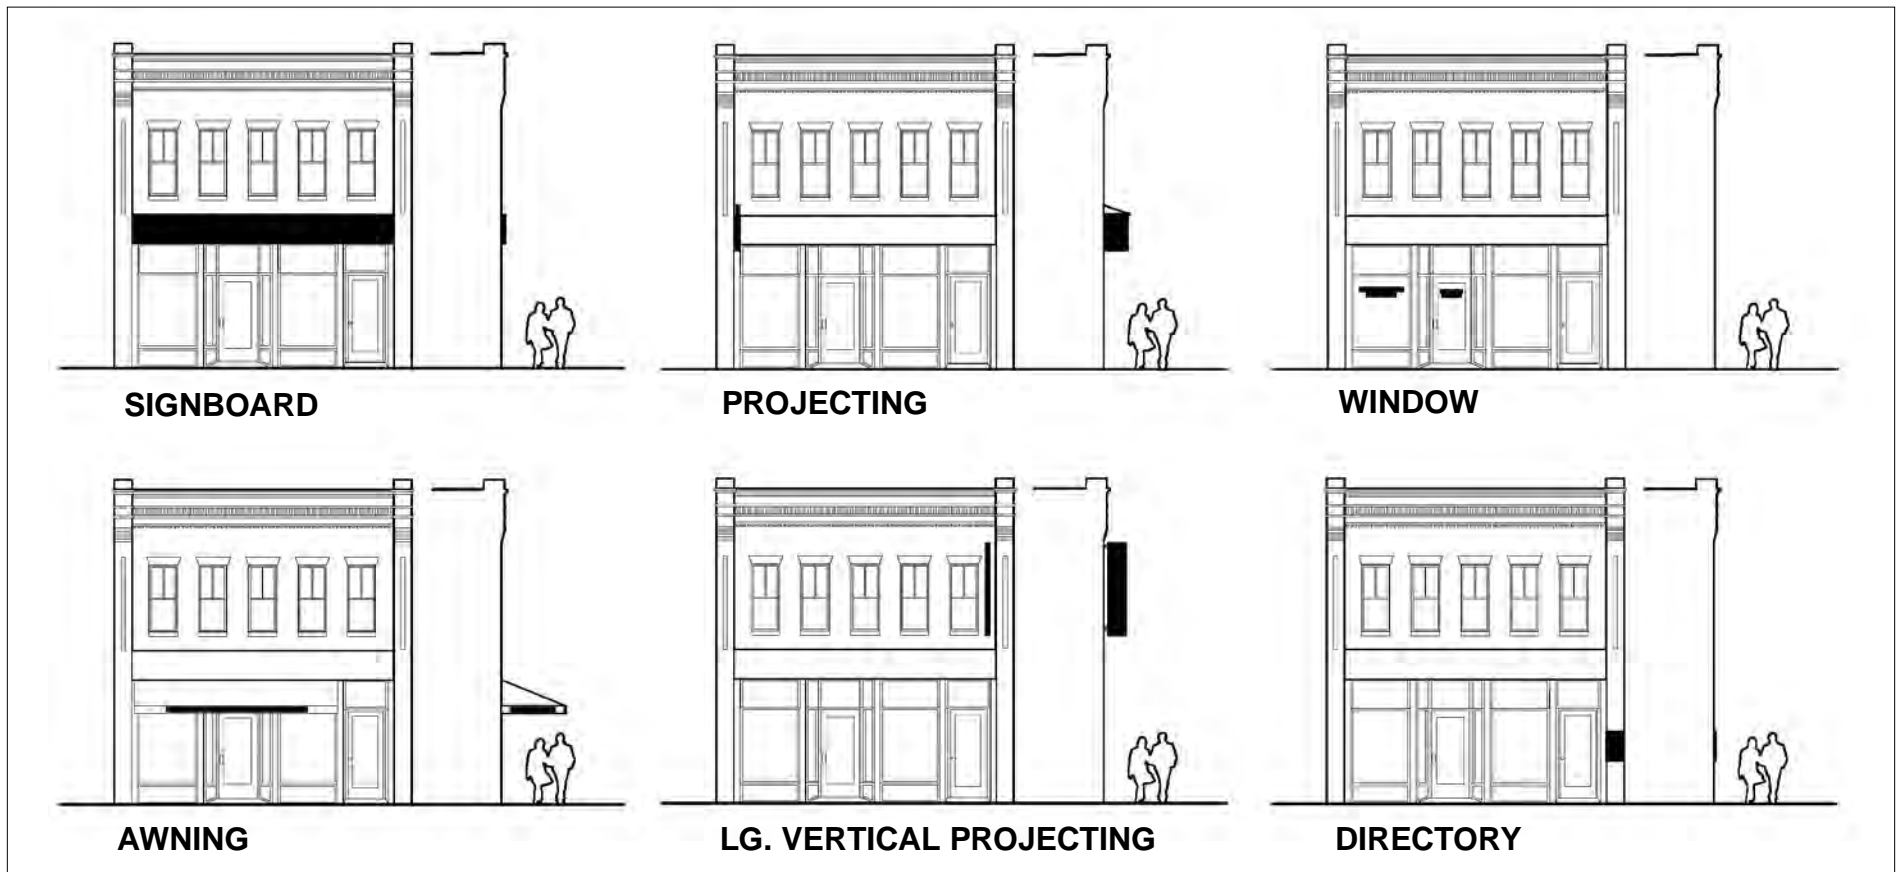 SIGNBOARD
PROJECTING
WINDOW
AWNING
LG. VERTICAL PROJECTING
DIRECTORY